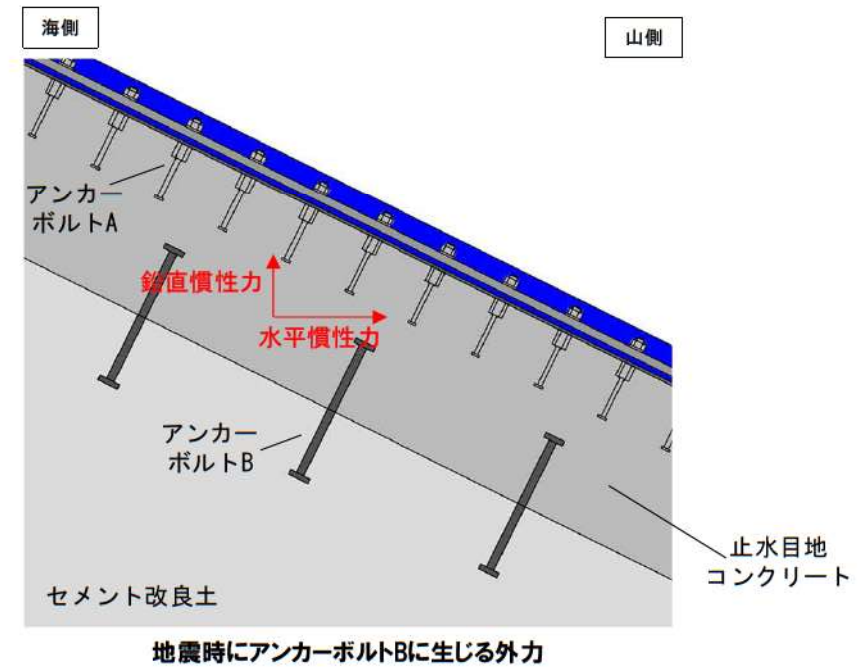 海側
山側
アンカー
ボルトA
鉛直慣性力
水平慣性力
アンカー
ボルトB
止水目地
コンクリート
セメント改良土
地震時にアンカーボルトBに生じる外力